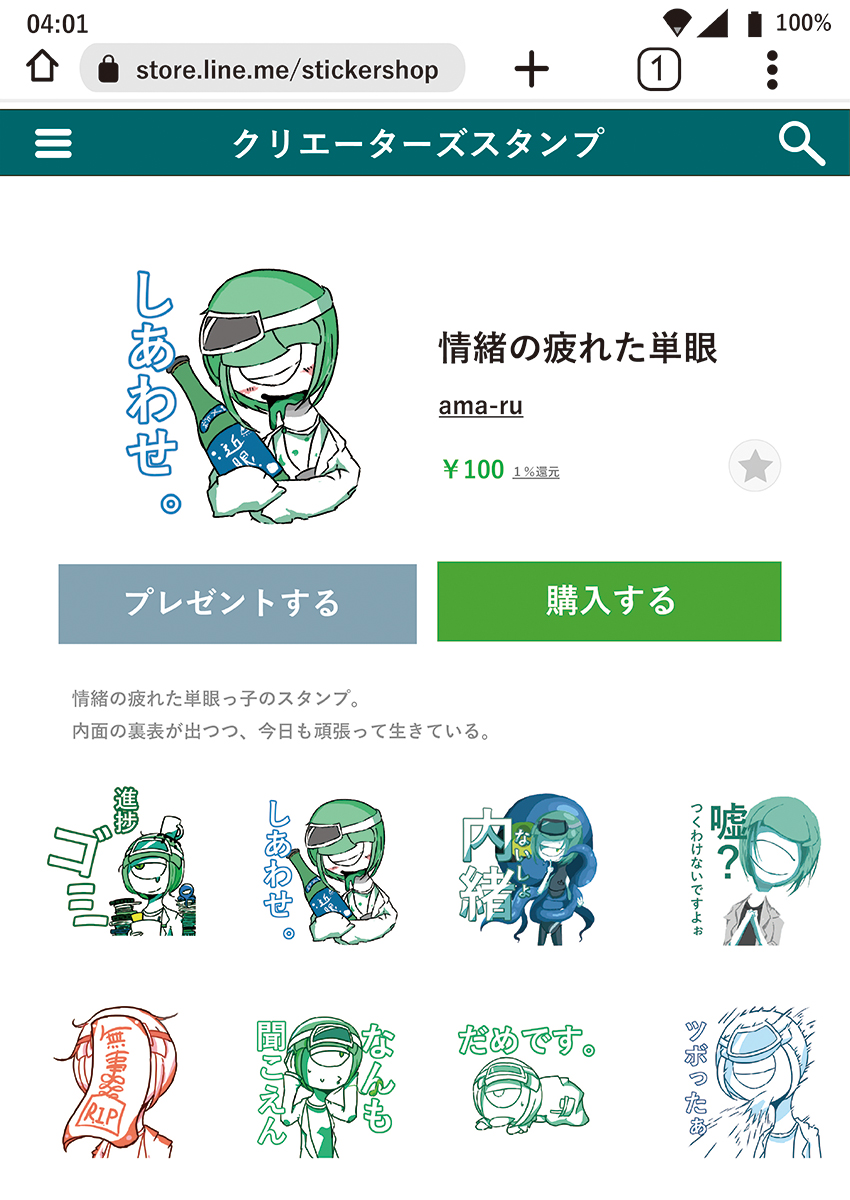 04:01
100%
store.line.me/stickershop
1
クリエーターズスタンプ
しあわせ。
近眼
情緒の疲れた単眼
ama-ru
¥100 1%還元
プレゼントする
購入する
情緒の疲れた単眼っ子のスタンプ。
内面の裏表が出つつ、今日も頑張って生きている。
進捗
ゴミ
しあわせ。
近眼
内緒
ないしょ
嘘?
つくわけないですよぉ
無事
RIP
なんも
聞こえん
だめです。
ツボったぁ